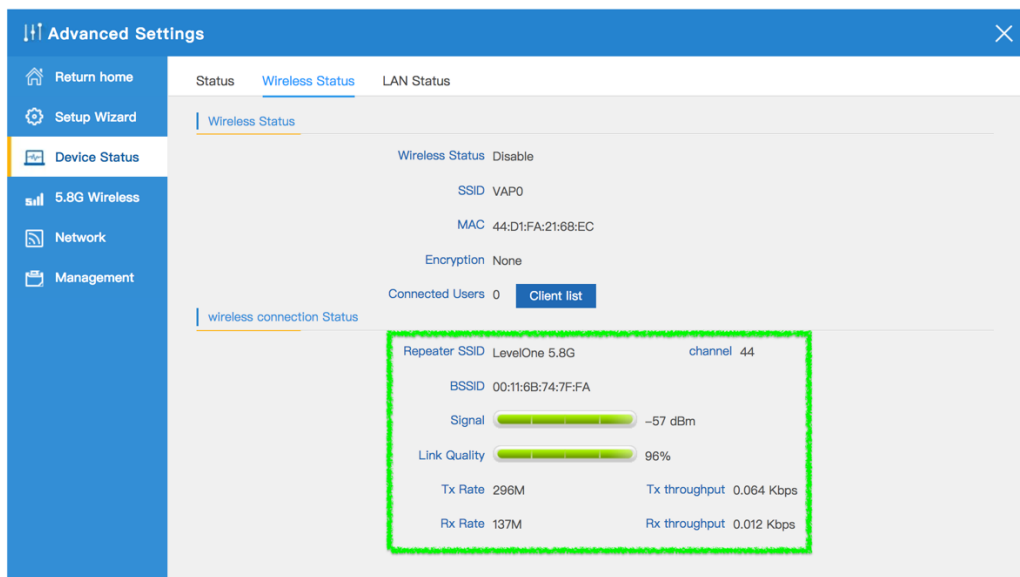 Advanced Settings
Return home
Setup Wizard
Device Status
5.8G Wireless
Network
Management
Status Wireless Status LAN Status
Wireless Status
Wireless Status Disable
SSID VAP0
MAC 44:D1:FA:21:68:EC
Encryption None
Connected Users 0 Client list
wireless connection Status
Repeater SSID LevelOne 5.8G channel 44
BSSID 00:11:6B:74:7F:FA
Signal -57 dBm
Link Quality 96%
Tx Rate 296M Tx throughput 0.064 Kbps
Rx Rate 137M Rx throughput 0.012 Kbps